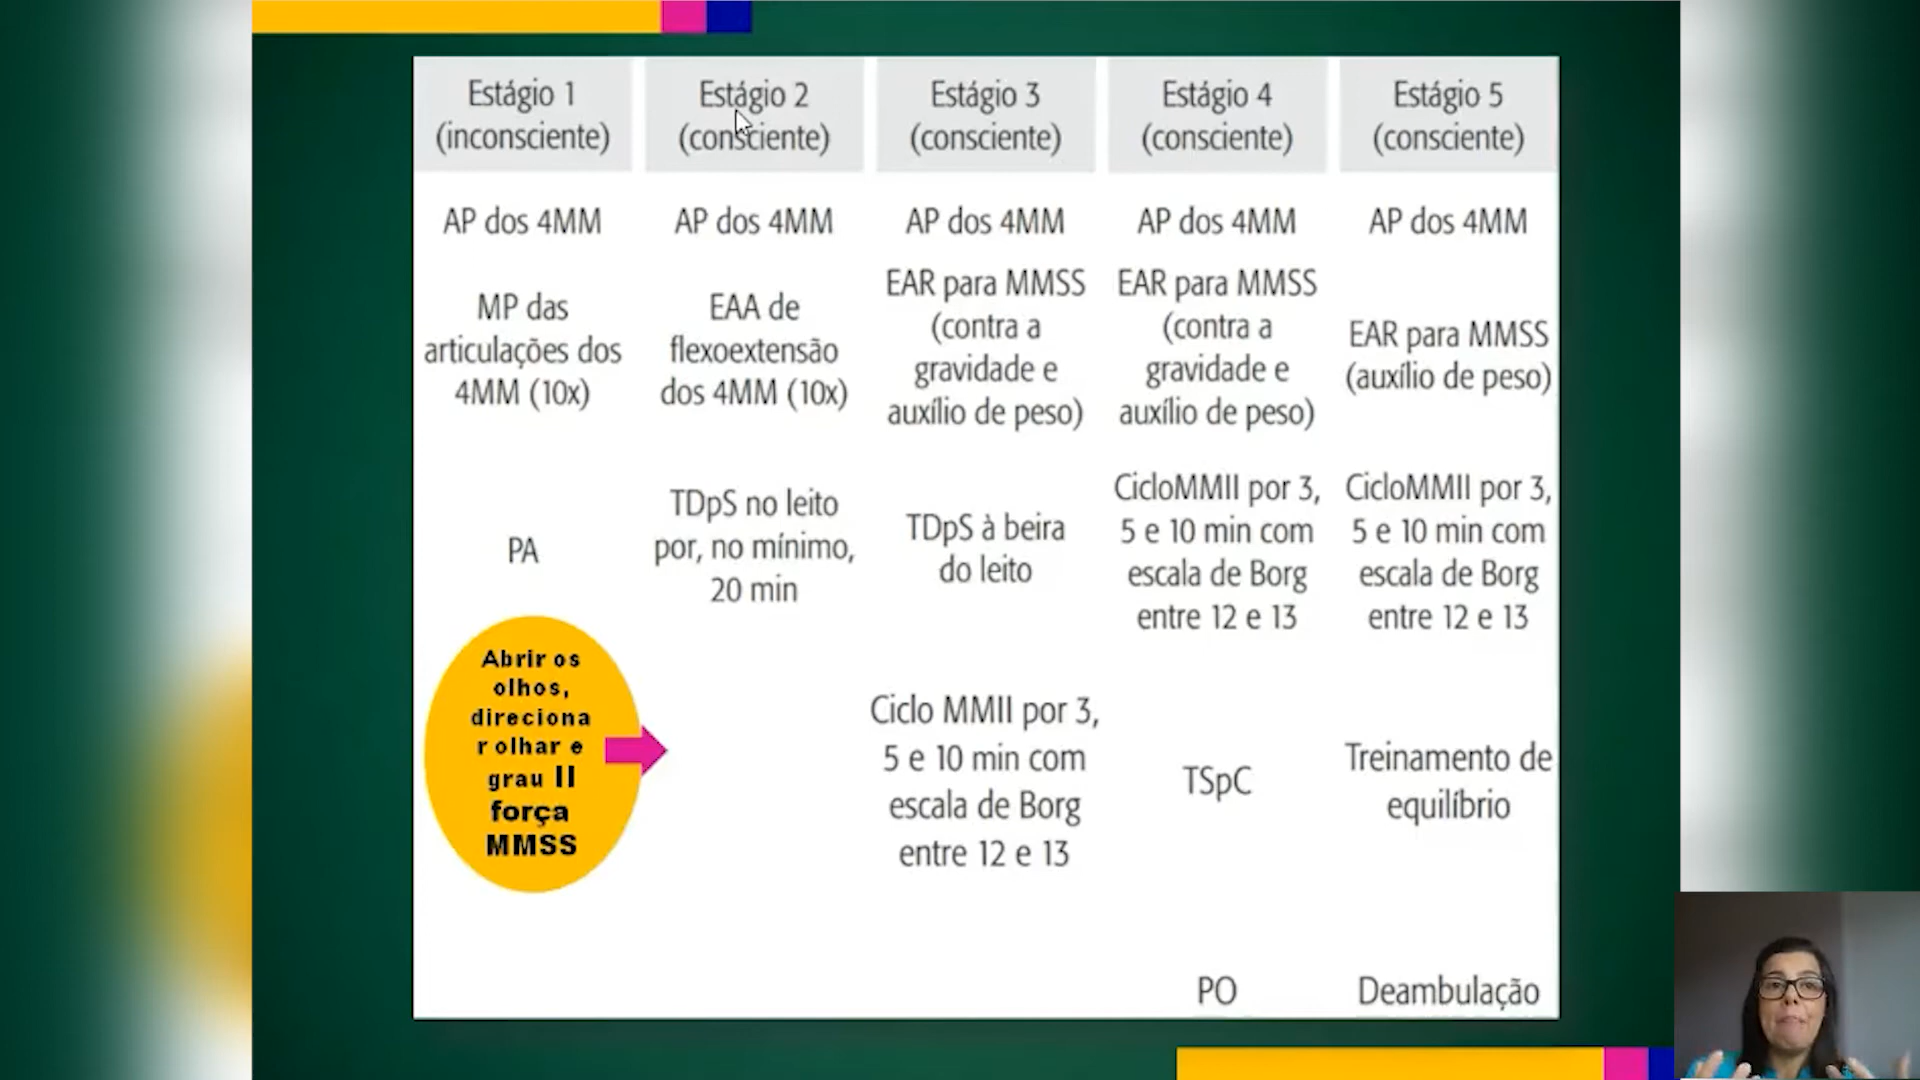 Estágio 1
(inconsciente)
AP dos 4MM
MP das
articulações dos
4MM (10x)
PA
Abrir os
olhos,
direciona
r olhar e
grau II
força
MMSS
Estágio 2
(consciente)
AP dos 4MM
EAA de
flexoextensão
dos 4MM (10x)
TDpS no leito
por, no mínimo,
20 min
Estágio 3
(consciente)
AP dos 4MM
EAR para MMSS
(contra a
gravidade e
auxílio de peso)
TDpS à beira
do leito
Ciclo MMII por 3,
5 e 10 min com
escala de Borg
entre 12 e 13
Estágio 4
(consciente)
AP dos 4MM
EAR para MMSS
(contra a
gravidade e
auxílio de peso)
CicloMMII por 3,
5 e 10 min com
escala de Borg
entre 12 e 13
TSpC
PO
Estágio 5
(consciente)
AP dos 4MM
EAR para MMSS
(auxílio de peso)
CicloMMII por 3,
5 e 10 min com
escala de Borg
entre 12 e 13
Treinamento de
equilíbrio
Deambulação